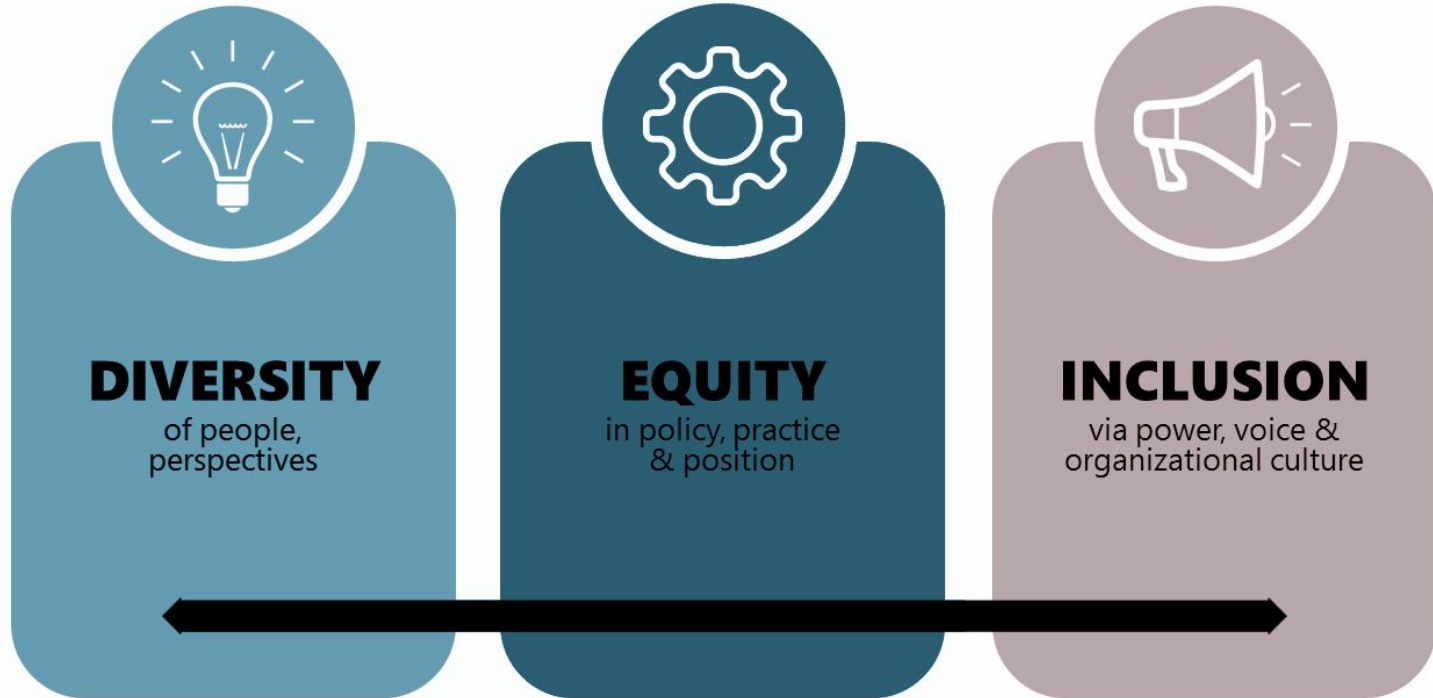 DIVERSITY
of people,
perspectives
EQUITY
in policy, practice
& position
INCLUSION
via power, voice &
organizational culture